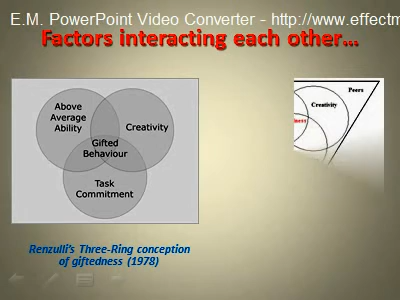 E.M. PowerPoint Video Converter - http://www.effectm
Factors interacting each other...
Above
Average
Ability
Creativity
Gifted
Behaviour
Task
Commitment
Peers
Creativity
ness
Renzulli's Three-Ring conception
of giftedness (1978)